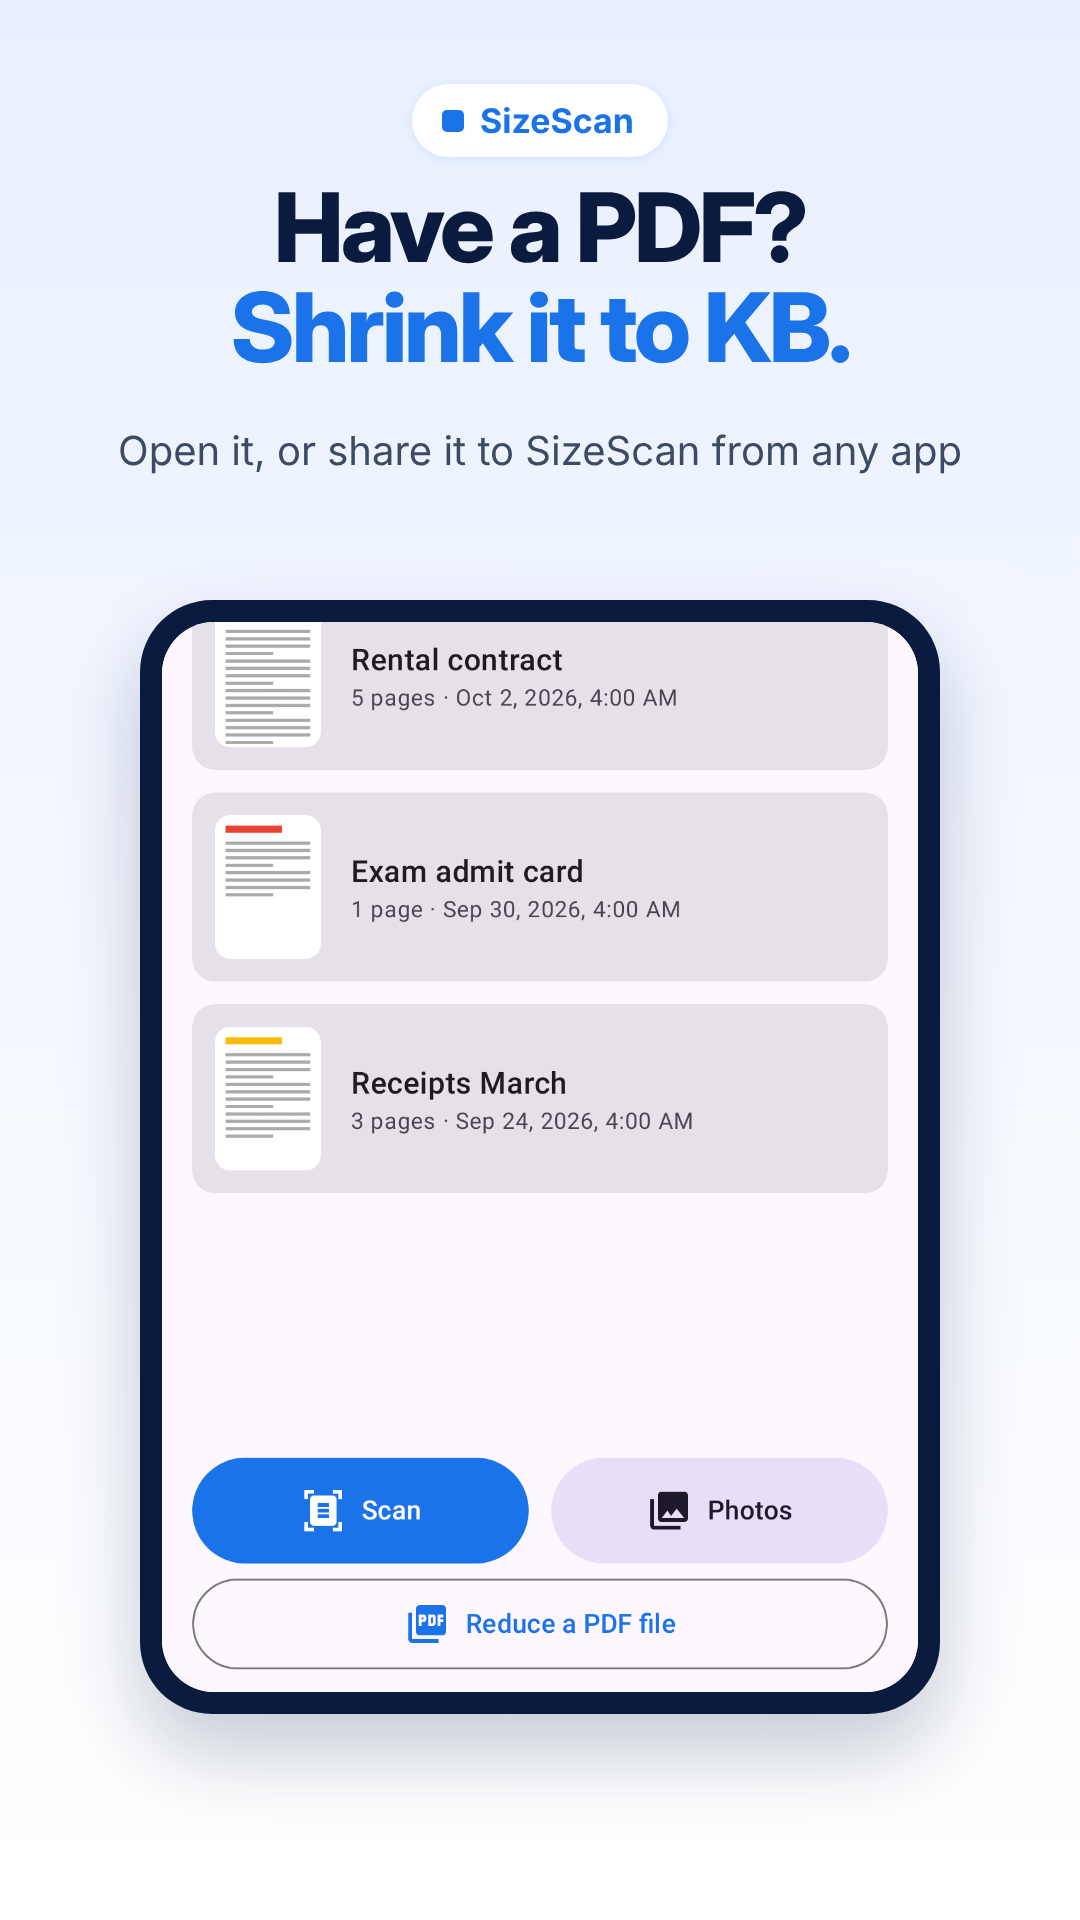 SizeScan
Have a PDF?
Shrink it to KB.
Open it, or share it to SizeScan from any app
Rental contract
5 pages · Oct 2, 2026, 4:00 AM
Exam admit card
1 page · Sep 30, 2026, 4:00 AM
Receipts March
3 pages · Sep 24, 2026, 4:00 AM
Scan
Photos
PDF Reduce a PDF file